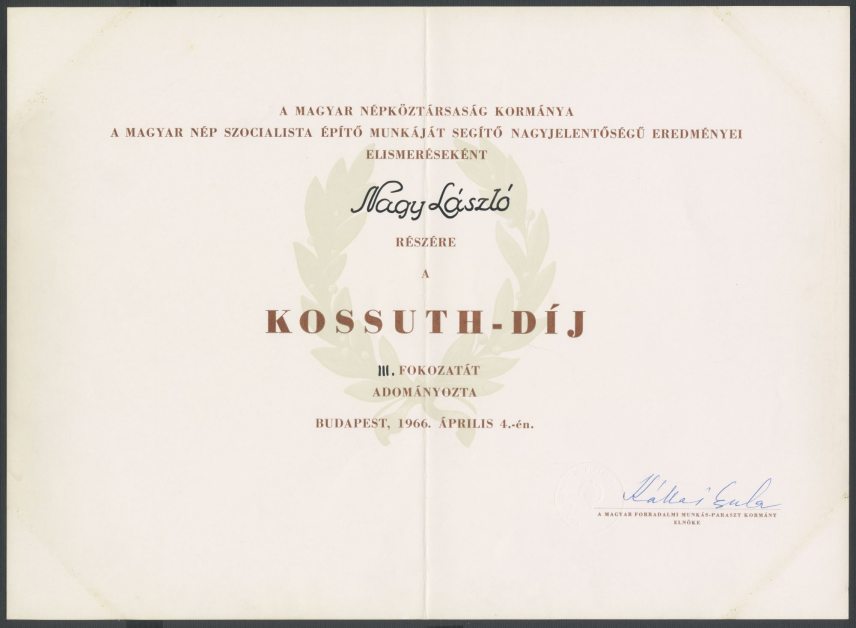 A MAGYAR NÉPKÖZTÁRSASÁG KORMÁNYA
A MAGYAR NÉP SZOCIALISTA ÉPÍTŐ MUNKÁJÁT SEGÍTŐ NAGYJELENTŐSÉGŰ EREDMÉNYEI
ELISMERÉSEKÉNT
Nagy László
RÉSZÉRE
A
KOSSUTH-DÍJ
III. FOKOZATÁT
ADOMÁNYOZTA
BUDAPEST, 1966. ÁPRILIS 4.-én.
Kállai Gyula
A MAGYAR FORRADALMI MUNKÁS-PARASZT KORMÁNY
ELNÖKE